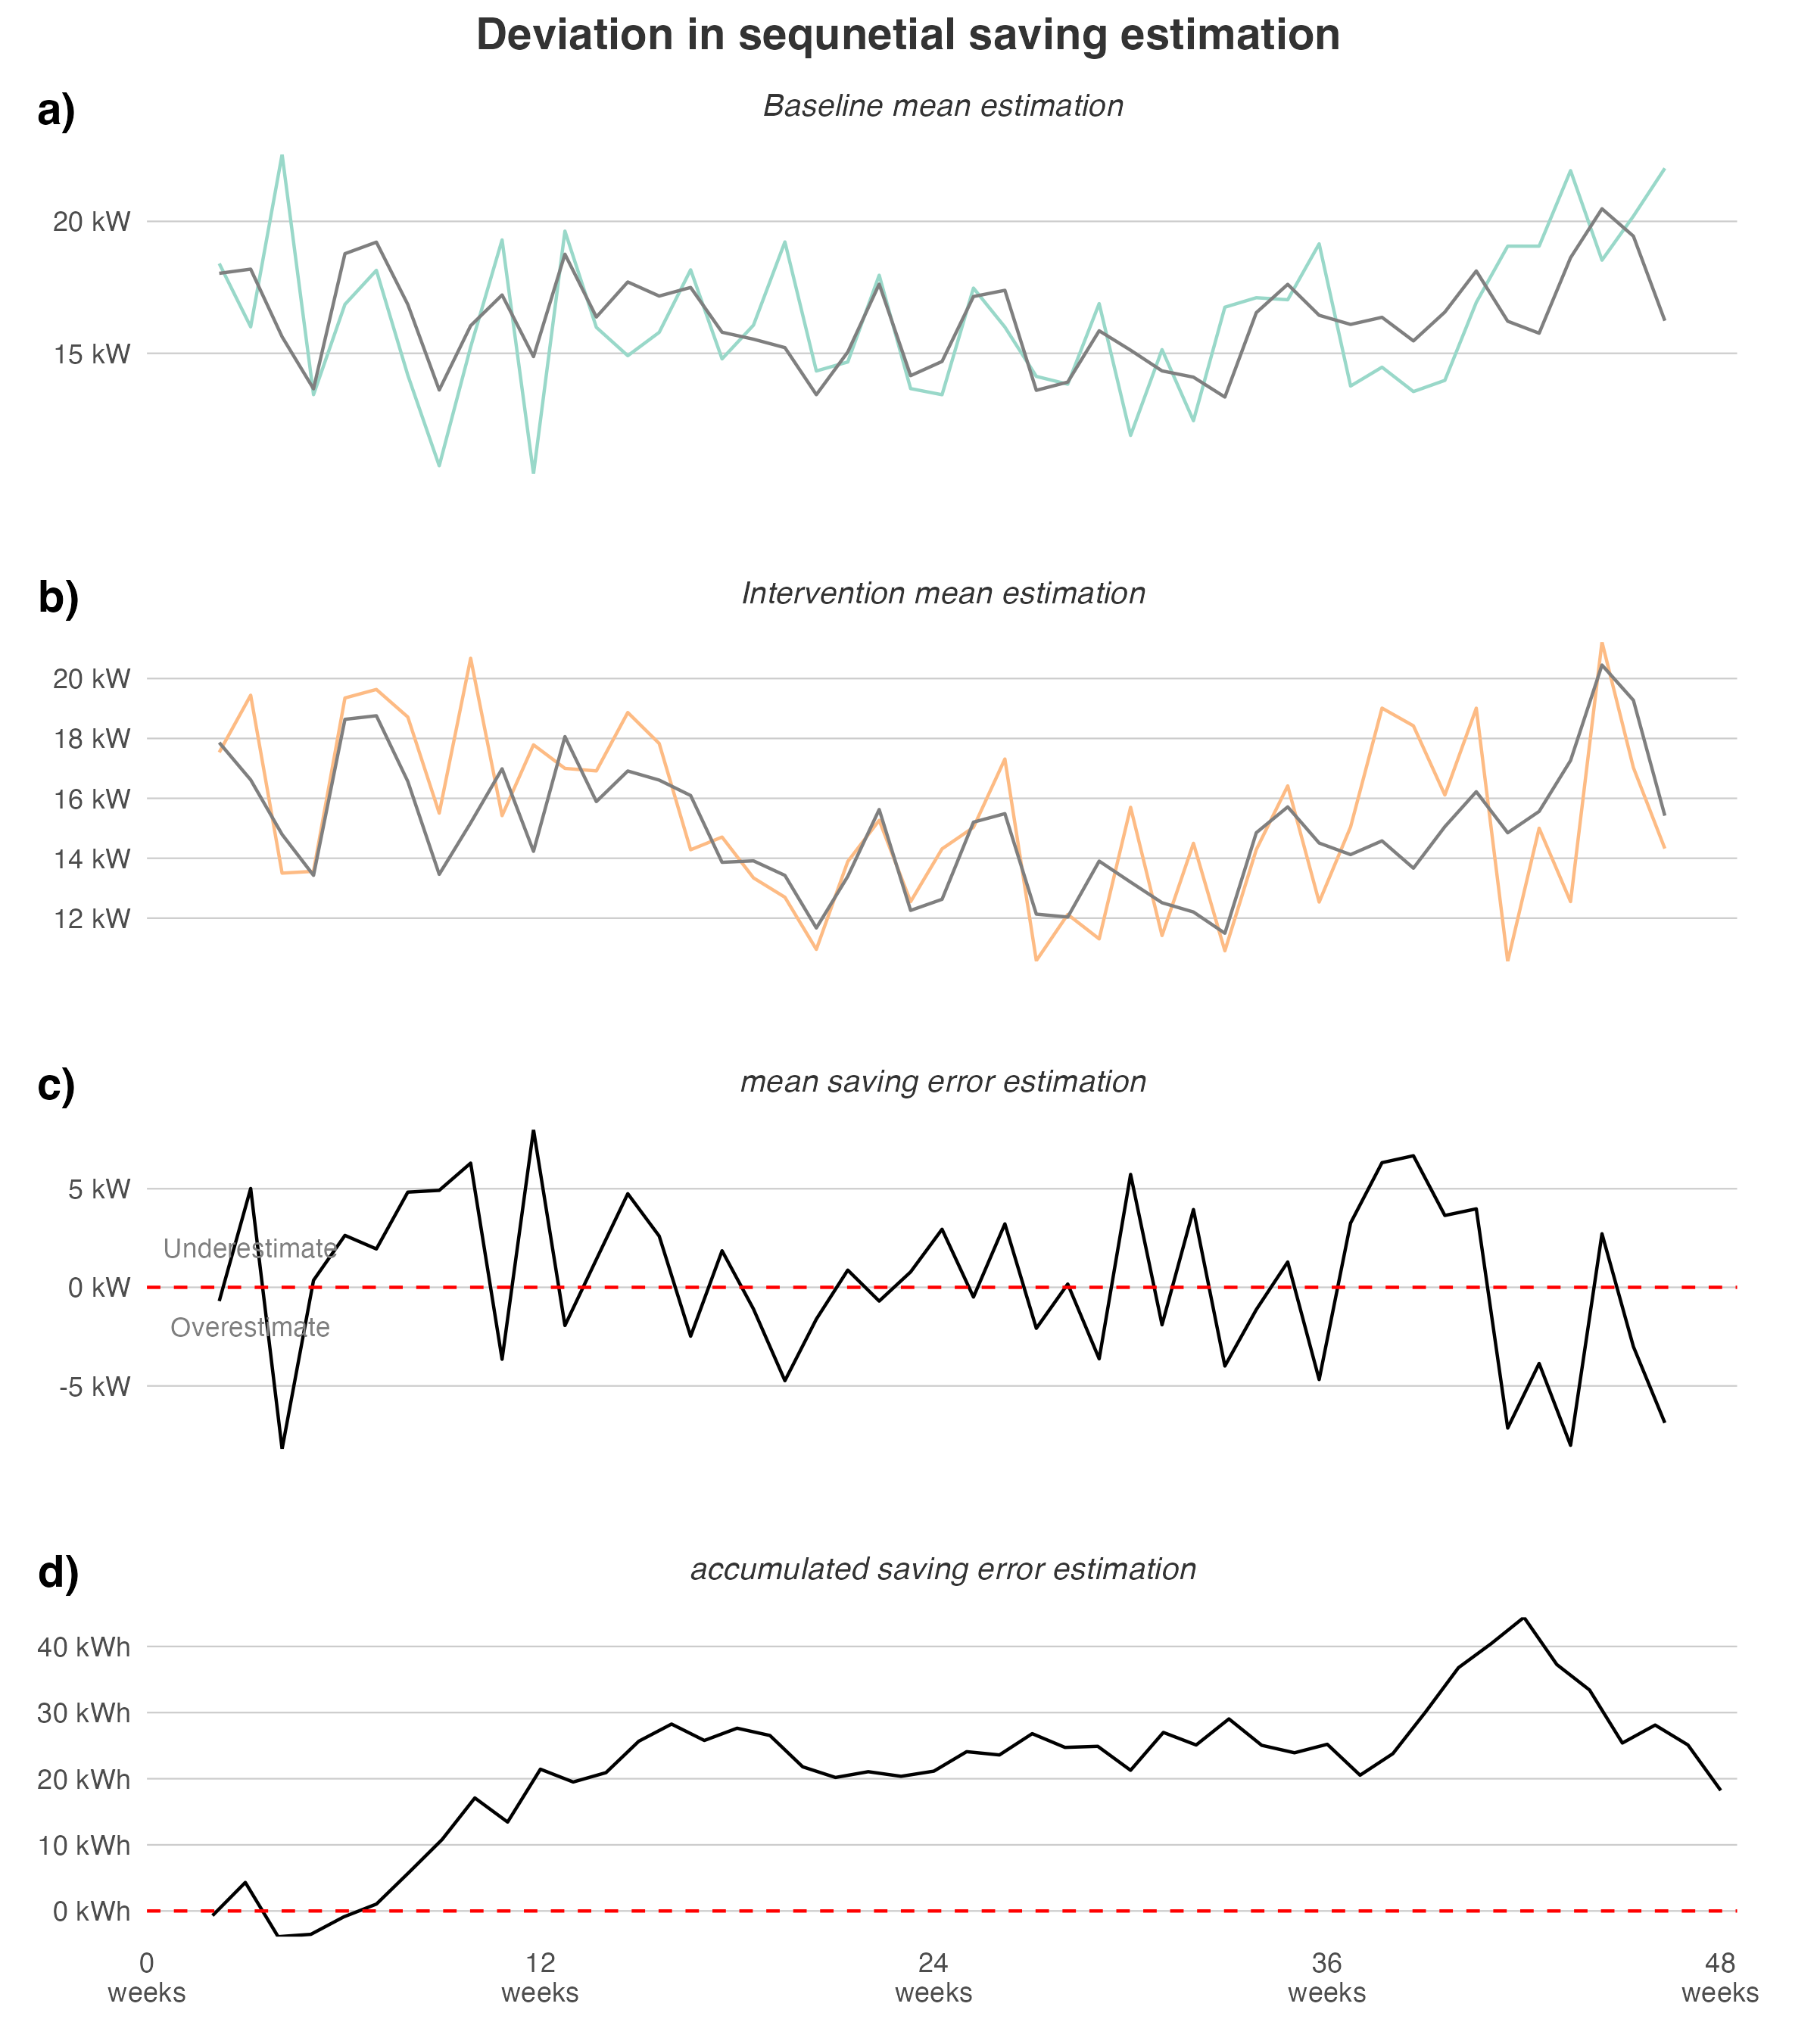 Deviation in sequnetial saving estimation
a)
Baseline mean estimation
20 kW
15 kW
b)
Intervention mean estimation
20 kW
18 kW
16 kW
14 kW
12 kW
c)
mean saving error estimation
5 kW
Underestimate
0 kW
Overestimate
-5 kW
d)
accumulated saving error estimation
40 kWh
30 kWh
20 kWh
10 kWh
0 kWh
0
weeks
12
weeks
24
weeks
36
weeks
48
weeks